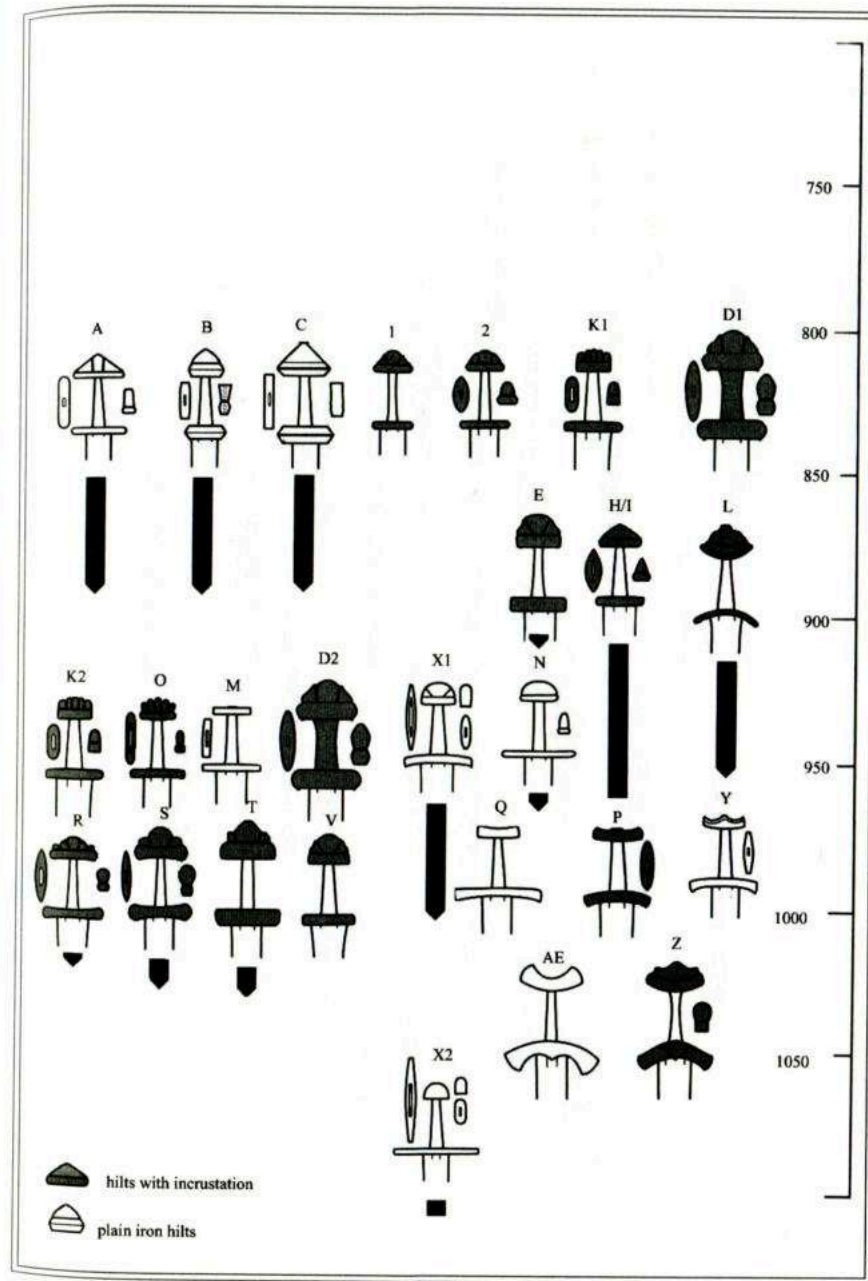 750
A B C 1 2 K1 D1
800
850
E H/I L
900
K2 O M D2 X1 N
950
R S T V Q P Y
1000
AE Z
1050
X2
hilts with incrustation
plain iron hilts